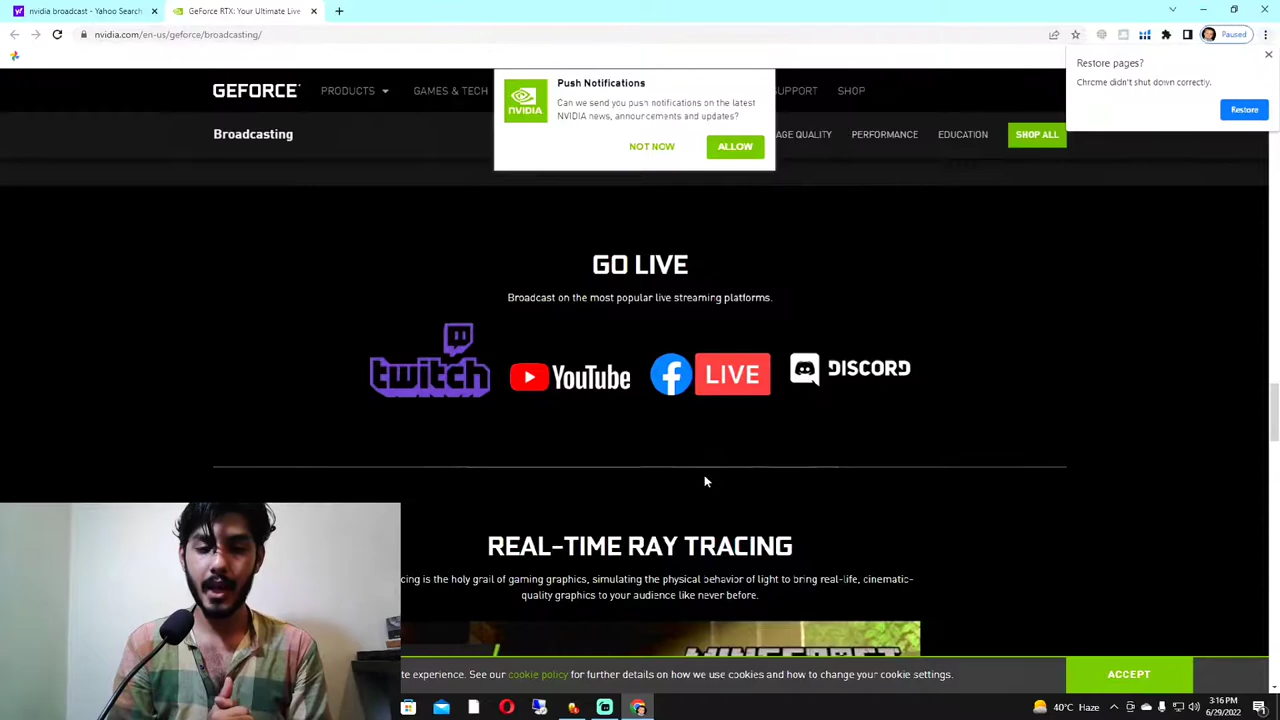 nvidia broadcast - Yahoo Search
GeForce RTX: Your Ultimate Live
nvidia.com/en-us/geforce/broadcasting/
Paused
Restore pages?
Chrome didn't shut down correctly.
Restore
GEFORCE
PRODUCTS
GAMES & TECH
SUPPORT
SHOP
Push Notifications
Can we send you push notifications on the latest
NVIDIA news, announcements and updates?
NVIDIA
NOT NOW
ALLOW
Broadcasting
QUALITY
PERFORMANCE
EDUCATION
SHOP ALL
GO LIVE
Broadcast on the most popular live streaming platforms.
twitch
YouTube
LIVE
DISCORD
REAL-TIME RAY TRACING
is the holy grail of gaming graphics, simulating the physical behavior of light to bring real-life, cinematic-
quality graphics to your audience like never before.
MINECRAFT
experience. See our cookie policy for further details on how we use cookies and how to change your cookie settings.
ACCEPT
40°C Haze
3:16 PM
6/29/2022